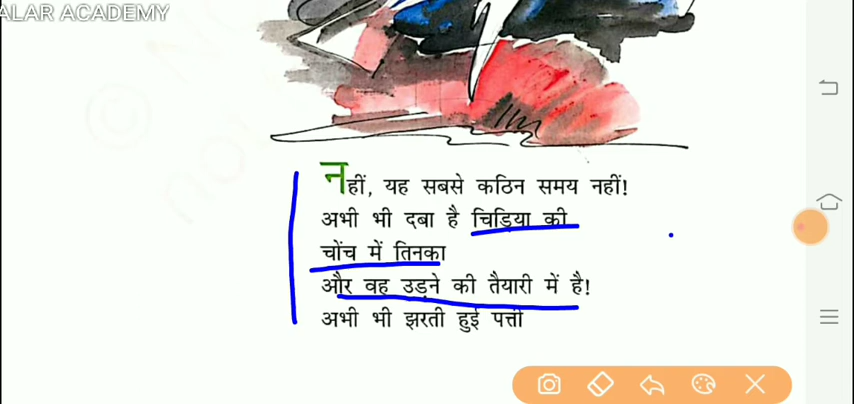 ALAR ACADEMY
नहीं, यह सबसे कठिन समय नहीं!
अभी भी दबा है चिड़िया की
चोंच में तिनका
और वह उड़ने की तैयारी में है!
अभी भी झरती हुई पत्ती